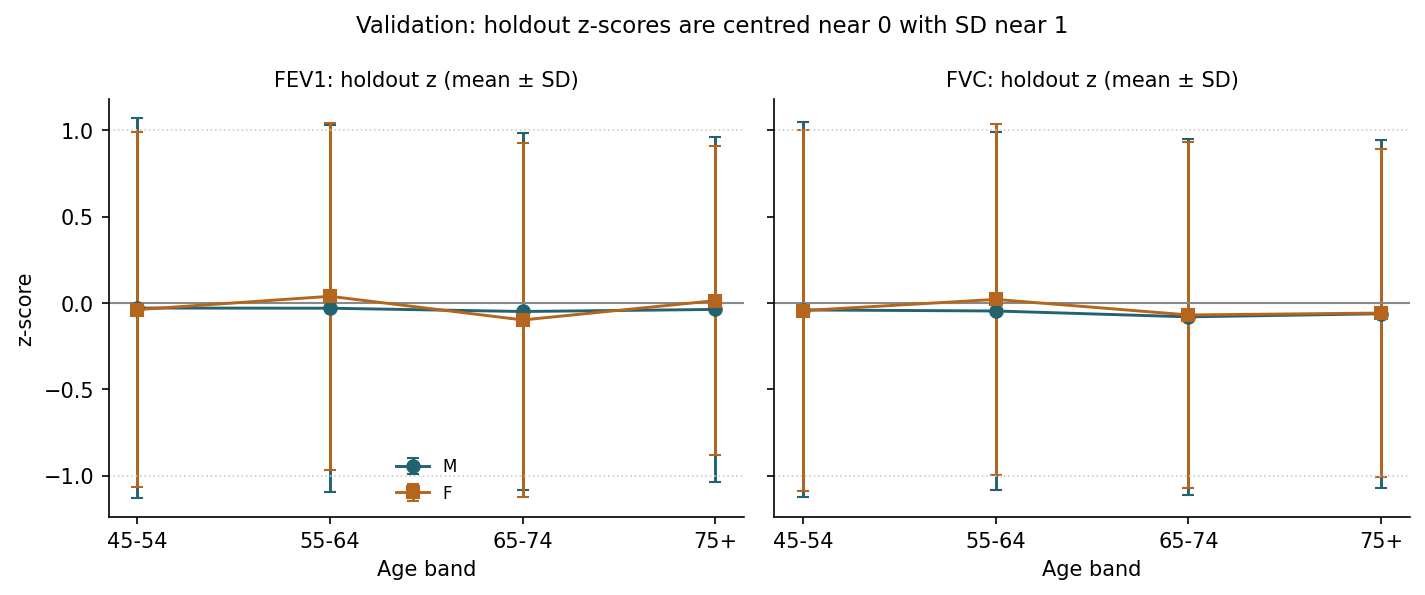 Validation: holdout z-scores are centred near 0 with SD near 1
FEV1: holdout z (mean ± SD)
FVC: holdout z (mean ± SD)
z-score
1.0
0.5
0.0
−0.5
−1.0
M
F
45-54
55-64
65-74
75+
45-54
55-64
65-74
75+
Age band
Age band